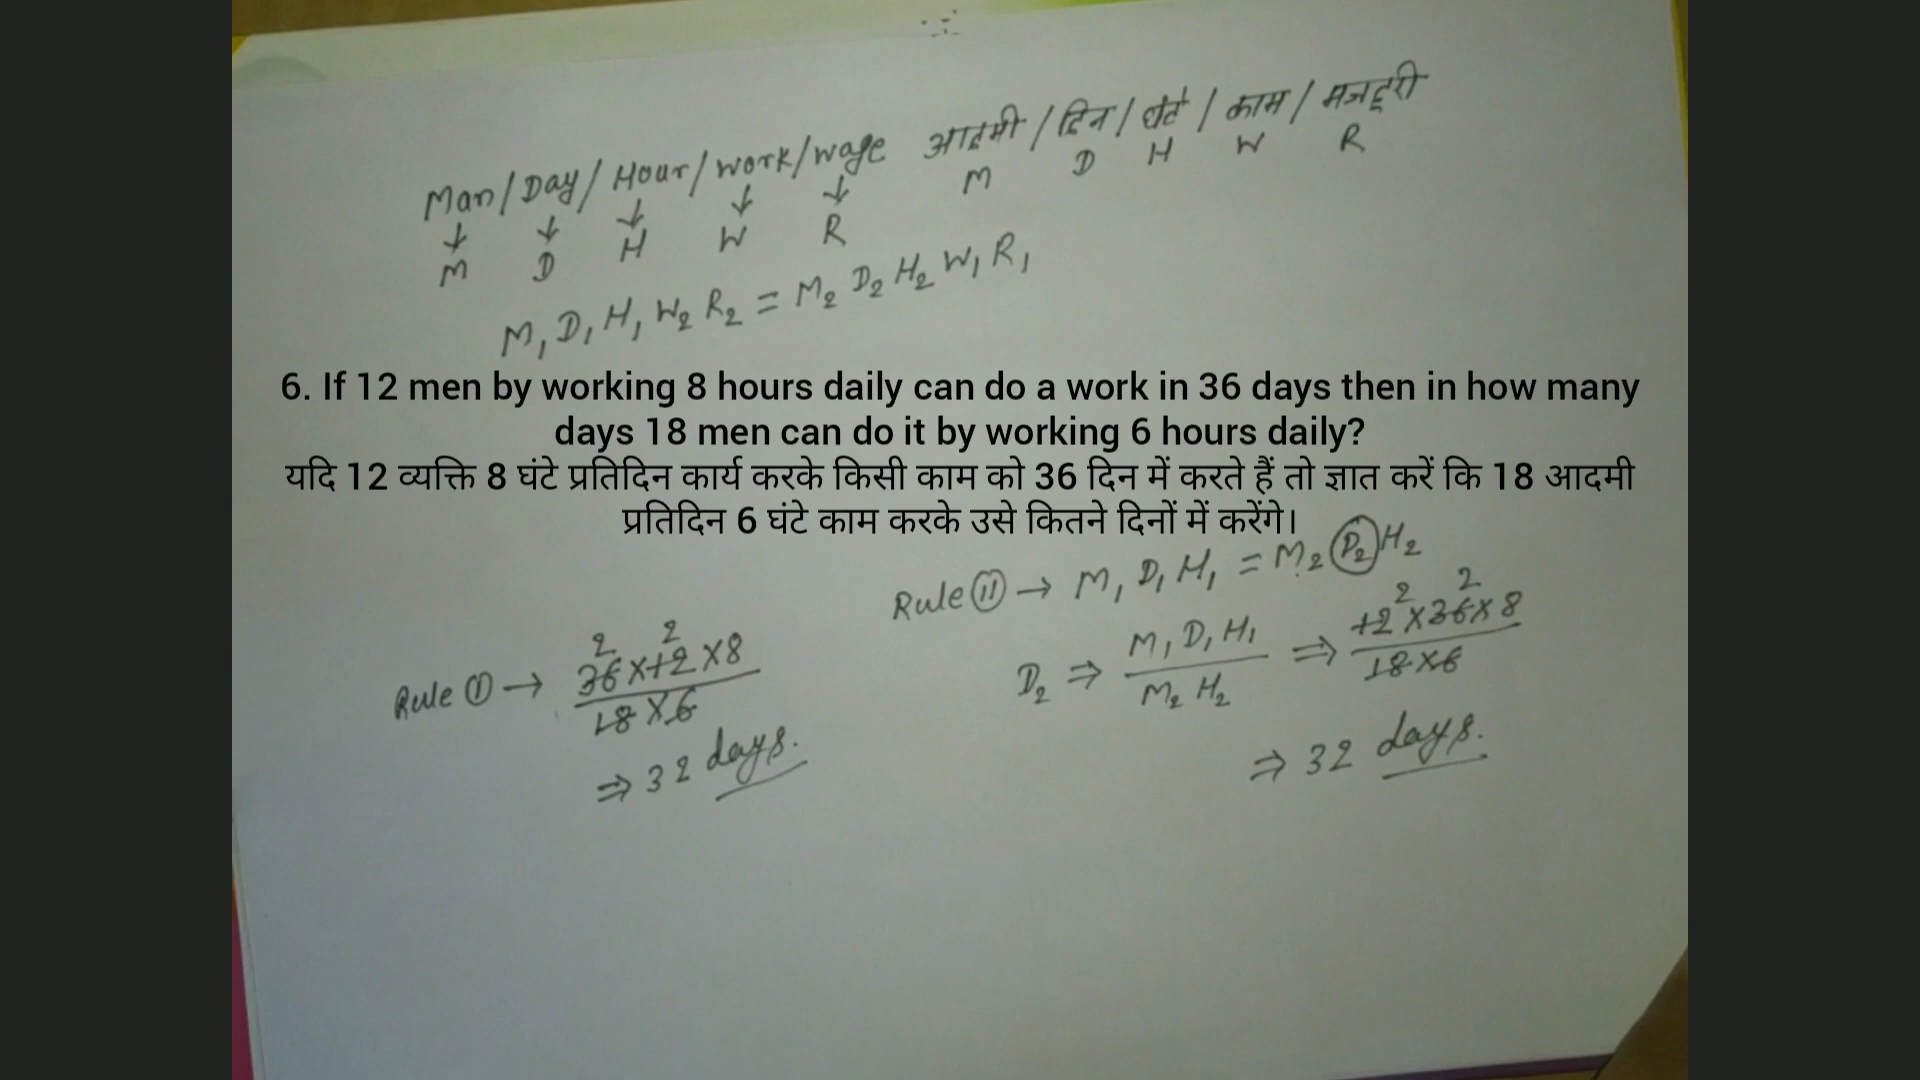 Man/Day/Hour/Work/wage आदमी/दिन/घंटे/काम/मजदूरी
↓ ↓ ↓ ↓ ↓ M D H W R
M D H W R
M₁D₁H₁W₂R₂ = M₂D₂H₂W₁R₁
6. If 12 men by working 8 hours daily can do a work in 36 days then in how many
days 18 men can do it by working 6 hours daily?
यदि 12 व्यक्ति 8 घंटे प्रतिदिन कार्य करके किसी काम को 36 दिन में करते हैं तो ज्ञात करें कि 18 आदमी
प्रतिदिन 6 घंटे काम करके उसे कितने दिनों में करेंगे।
Rule (II) → M₁D₁H₁ = M₂D₂H₂
Rule (I) → 
2 2
36×12×8
18×6
⇒ 32 days.
D₂ ⇒ M₁D₁H₁ / M₂H₂ ⇒
2 2
12×36×8
18×6
⇒ 32 days.